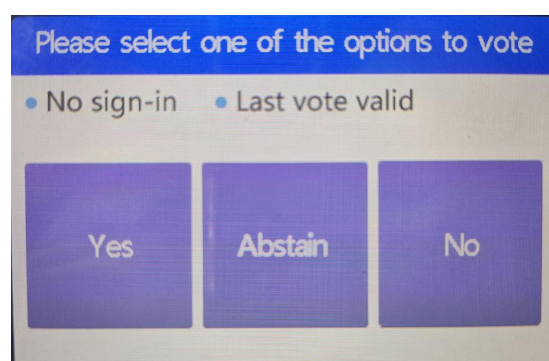 Please select one of the options to vote
• No sign-in • Last vote valid
Yes Abstain No